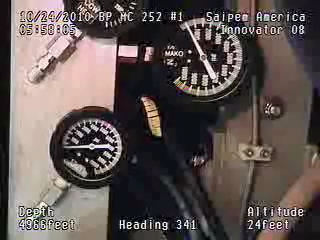 10/24/2010 BP MC 252 #1 Saipem America
05:58:05 Innovator 08
MAKO
Depth Altitude
4966feet Heading 341 24feet